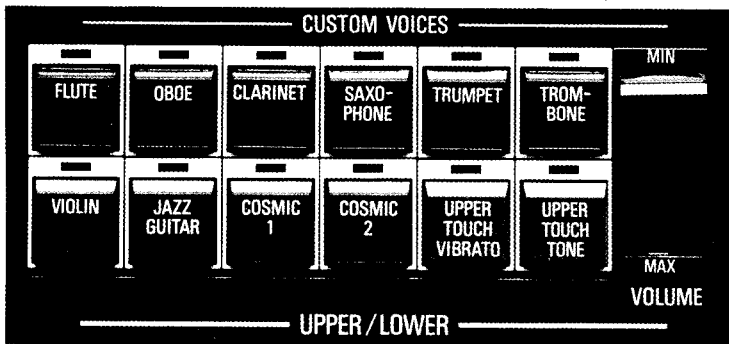 CUSTOM VOICES
MIN
FLUTE
OBOE
CLARINET
SAXO-
PHONE
TRUMPET
TROM-
BONE
VIOLIN
JAZZ
GUITAR
COSMIC
1
COSMIC
2
UPPER
TOUCH
VIBRATO
UPPER
TOUCH
TONE
MAX
VOLUME
UPPER/LOWER